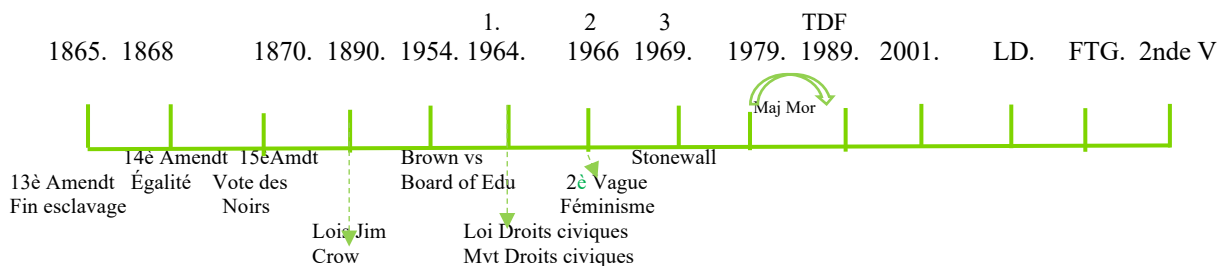 1. 2 3 TDF
1865. 1868 1870. 1890. 1954. 1964. 1966 1969. 1979. 1989. 2001. LD. FTG. 2nde V
Maj Mor
14è Amendt 15èAmdt Brown vs Stonewall
13è Amendt Égalité Vote des Board of Edu 2è Vague
Fin esclavage Noirs Féminisme
Lois Jim Loi Droits civiques
Crow Mvt Droits civiques